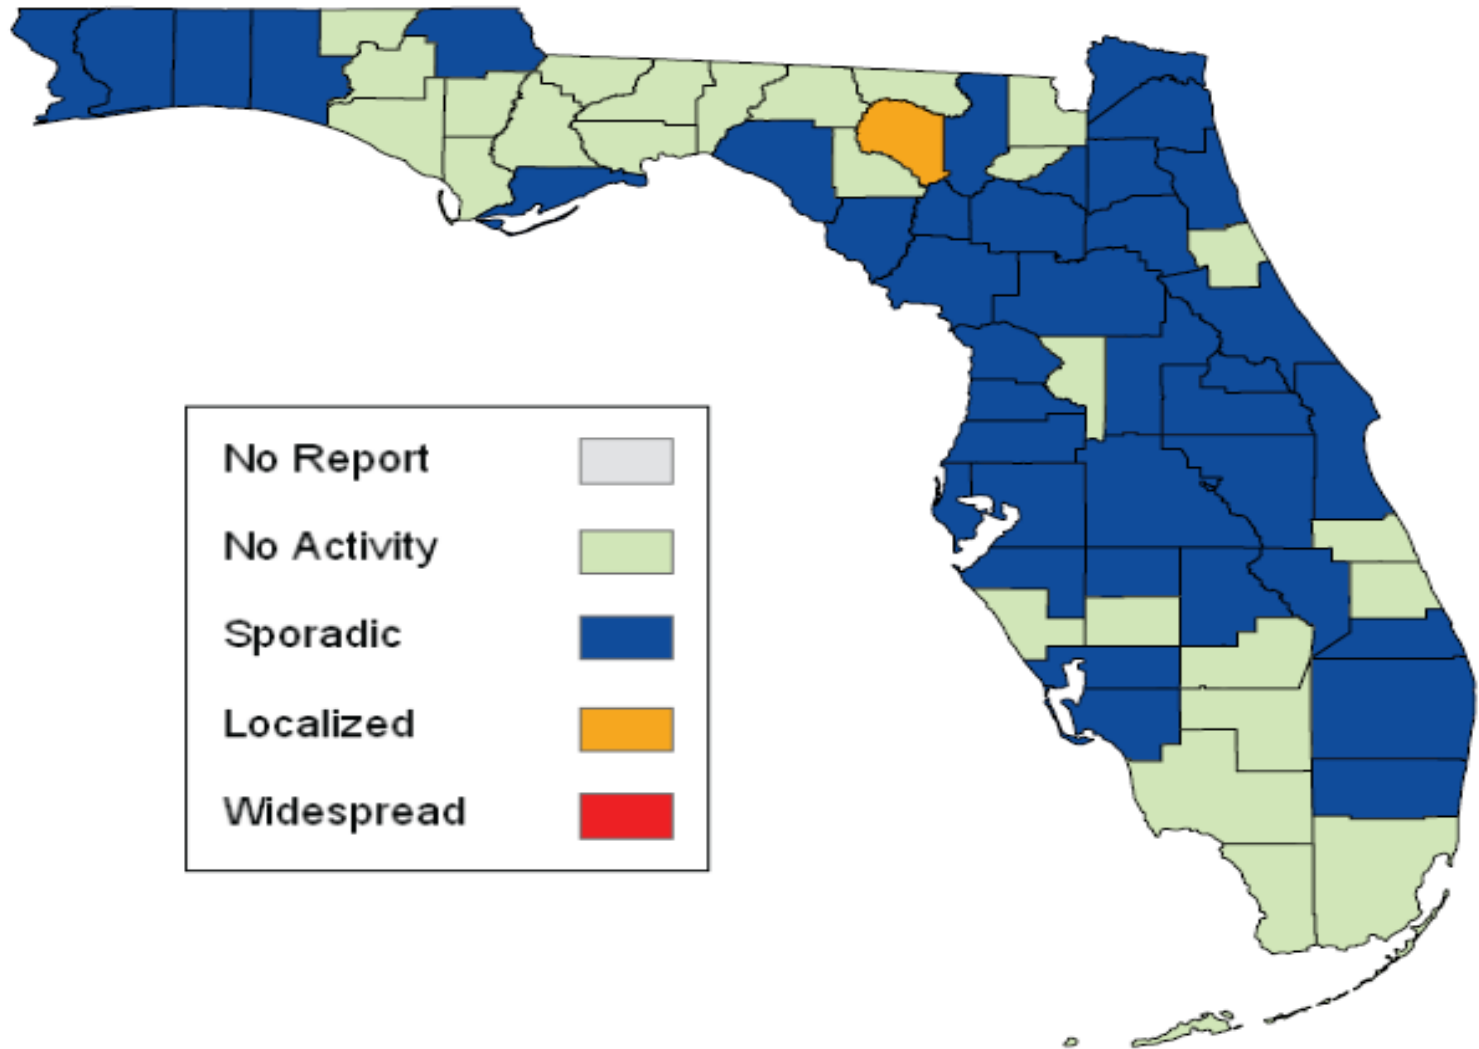 No Report
No Activity
Sporadic
Localized
Widespread